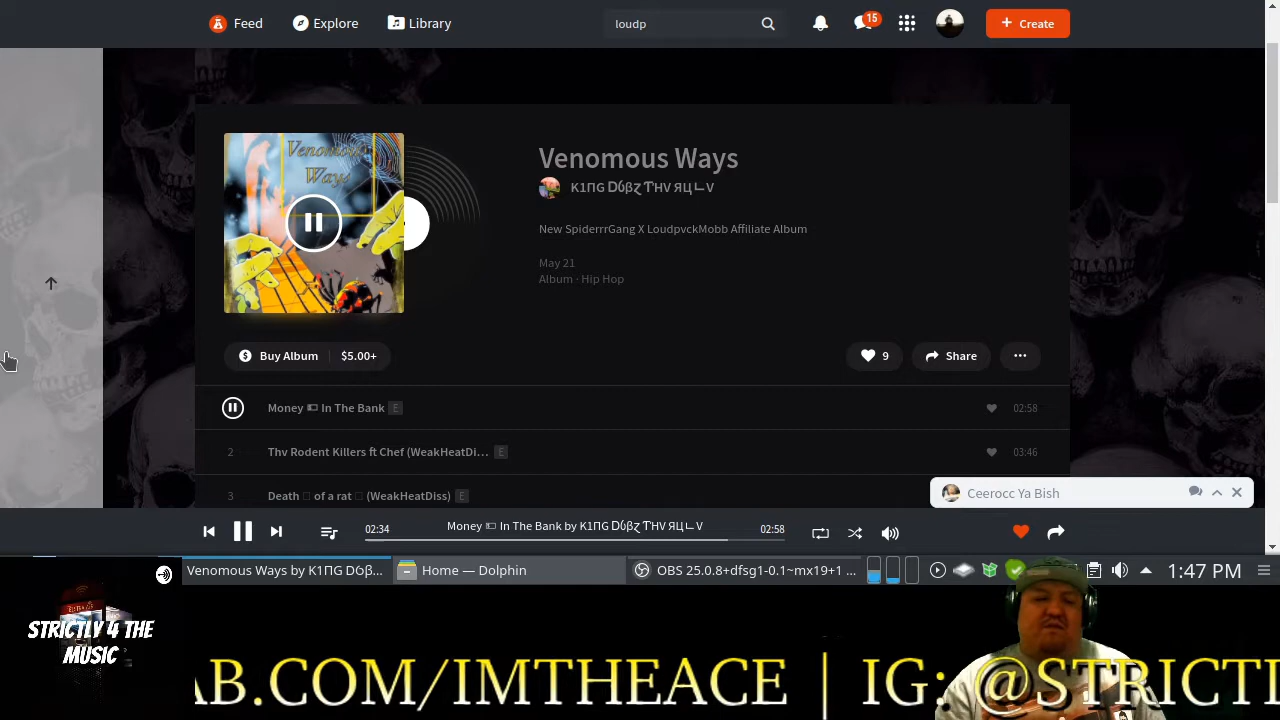 Feed
Explore
Library
loudp
15
+ Create
Venomous
Ways
Venomous Ways
New SpiderrrGang X LoudpvckMobb Affiliate Album
May 21
Album · Hip Hop
Buy Album
$5.00+
9
Share
Money 💵 In The Bank E
02:58
2
Thv Rodent Killers ft Chef (WeakHeatDi... E
03:46
3
Death of a rat (WeakHeatDiss) E
Ceerocc Ya Bish
02:34
02:58
Home — Dolphin
OBS 25.0.8+dfsg1-0.1~mx19+1 ...
1:47 PM
STRICTLY 4 THE
MUSIC
AB.COM/IMTHEACE | IG: @STRICTL